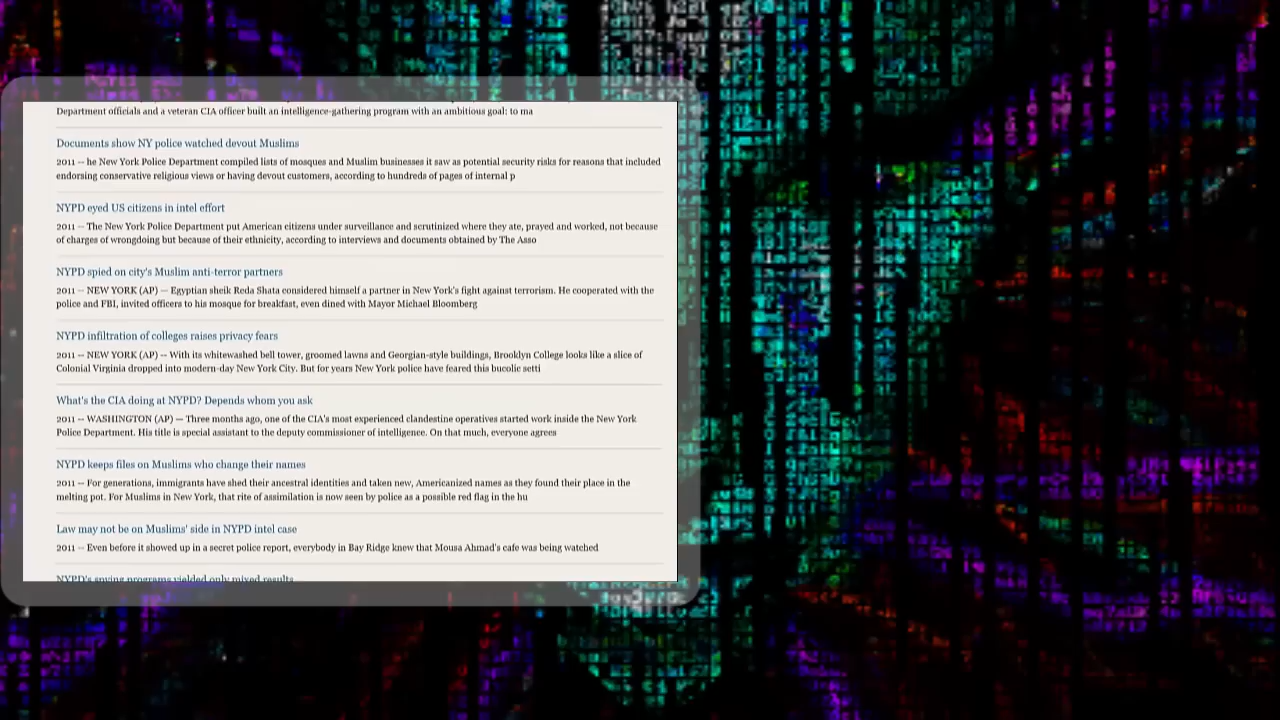 Department officials and a veteran CIA officer built an intelligence-gathering program with an ambitious goal: to ma
Documents show NY police watched devout Muslims
2011 -- he New York Police Department compiled lists of mosques and Muslim businesses it saw as potential security risks for reasons that included
endorsing conservative religious views or having devout customers, according to hundreds of pages of internal p
NYPD eyed US citizens in intel effort
2011 -- The New York Police Department put American citizens under surveillance and scrutinized where they ate, prayed and worked, not because
of charges of wrongdoing but because of their ethnicity, according to interviews and documents obtained by The Asso
NYPD spied on city's Muslim anti-terror partners
2011 -- NEW YORK (AP) — Egyptian sheik Reda Shata considered himself a partner in New York's fight against terrorism. He cooperated with the
police and FBI, invited officers to his mosque for breakfast, even dined with Mayor Michael Bloomberg
NYPD infiltration of colleges raises privacy fears
2011 -- NEW YORK (AP) -- With its whitewashed bell tower, groomed lawns and Georgian-style buildings, Brooklyn College looks like a slice of
Colonial Virginia dropped into modern-day New York City. But for years New York police have feared this bucolic setti
What's the CIA doing at NYPD? Depends whom you ask
2011 -- WASHINGTON (AP) — Three months ago, one of the CIA's most experienced clandestine operatives started work inside the New York
Police Department. His title is special assistant to the deputy commissioner of intelligence. On that much, everyone agrees
NYPD keeps files on Muslims who change their names
2011 -- For generations, immigrants have shed their ancestral identities and taken new, Americanized names as they found their place in the
melting pot. For Muslims in New York, that rite of assimilation is now seen by police as a possible red flag in the hu
Law may not be on Muslims' side in NYPD intel case
2011 -- Even before it showed up in a secret police report, everybody in Bay Ridge knew that Mousa Ahmad's cafe was being watched
NYPD's spying programs yielded only mixed results